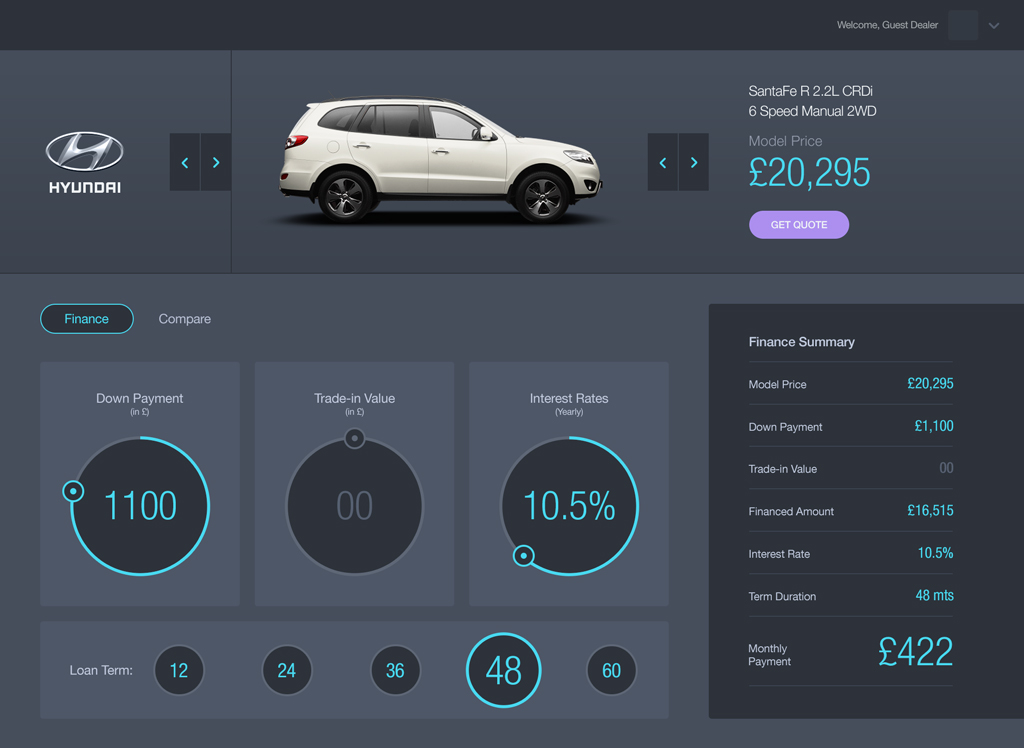 Welcome, Guest Dealer
HYUNDAI
SantaFe R 2.2L CRDi
6 Speed Manual 2WD
Model Price
£20,295
GET QUOTE
Finance
Compare
Down Payment
(in £)
1100
Trade-in Value
(in £)
00
Interest Rates
(Yearly)
10.5%
Loan Term:
12
24
36
48
60
Finance Summary
Model Price £20,295
Down Payment £1,100
Trade-in Value 00
Financed Amount £16,515
Interest Rate 10.5%
Term Duration 48 mts
Monthly
Payment
£422